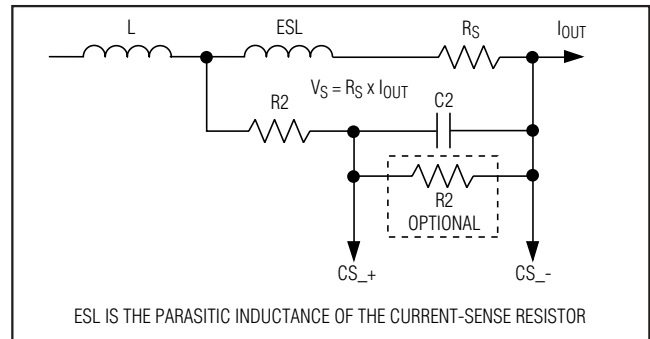 L
ESL
RS
IOUT
VS = RS x IOUT
R2
C2
R2
OPTIONAL
CS_+
CS_-
ESL IS THE PARASITIC INDUCTANCE OF THE CURRENT-SENSE RESISTOR